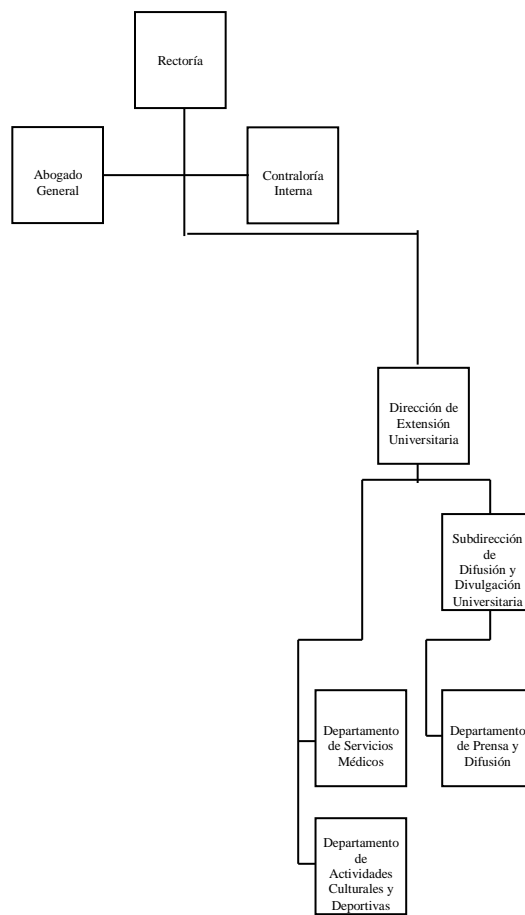 Rectoría
Abogado
General
Contraloría
Interna
Dirección de
Extensión
Universitaria
Subdirección
de
Difusión y
Divulgación
Universitaria
Departamento
de Servicios
Médicos
Departamento
de Prensa y
Difusión
Departamento
de
Actividades
Culturales y
Deportivas